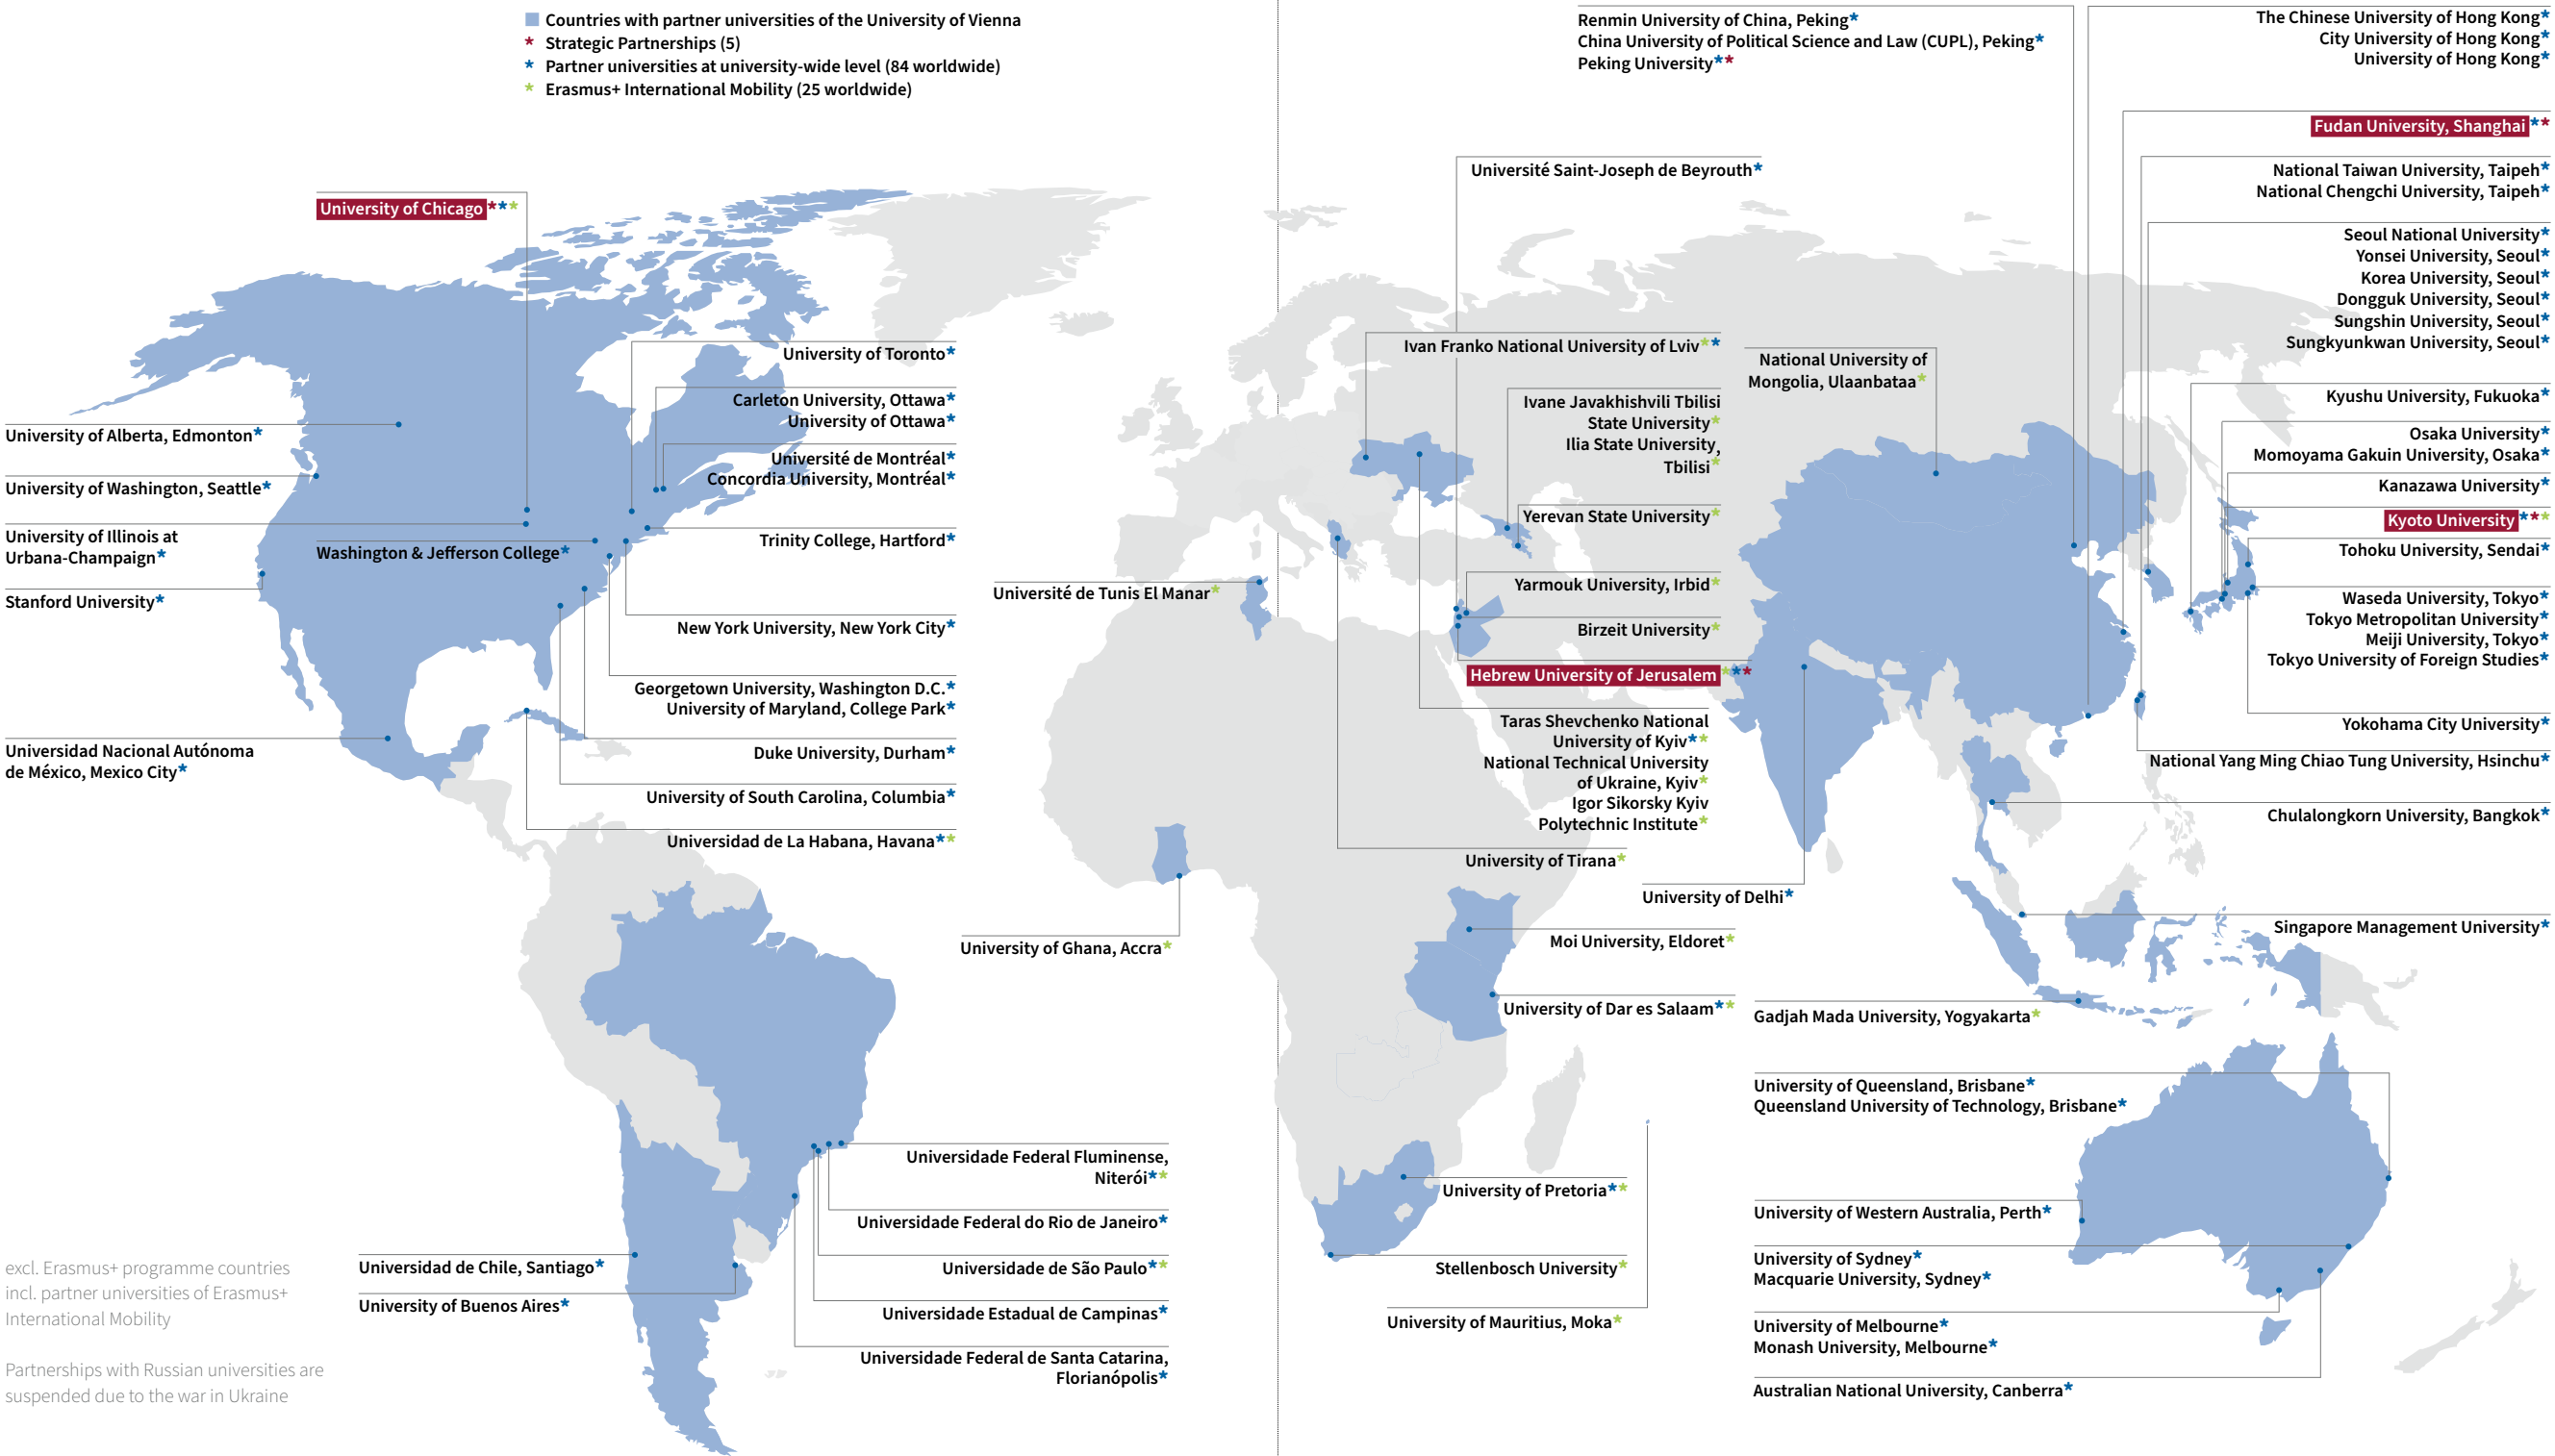 Countries with partner universities of the University of Vienna
* Strategic Partnerships (5)
* Partner universities at university-wide level (84 worldwide)
* Erasmus+ International Mobility (25 worldwide)
University of Chicago***
University of Alberta, Edmonton*
University of Washington, Seattle*
University of Illinois at
Urbana-Champaign*
Washington & Jefferson College*
Stanford University*
Universidad Nacional Autónoma
de México, Mexico City*
University of Toronto*
Carleton University, Ottawa*
University of Ottawa*
Université de Montréal*
Concordia University, Montréal*
Trinity College, Hartford*
New York University, New York City*
Georgetown University, Washington D.C.*
University of Maryland, College Park*
Duke University, Durham*
University of South Carolina, Columbia*
Universidad de La Habana, Havana**
Universidade Federal Fluminense,
Niterói**
Universidade Federal do Rio de Janeiro*
Universidade de São Paulo**
Universidade Estadual de Campinas*
Universidade Federal de Santa Catarina,
Florianópolis*
Universidad de Chile, Santiago*
University of Buenos Aires*
excl. Erasmus+ programme countries
incl. partner universities of Erasmus+
International Mobility
Partnerships with Russian universities are
suspended due to the war in Ukraine
Université de Tunis El Manar*
University of Ghana, Accra*
Renmin University of China, Peking*
China University of Political Science and Law (CUPL), Peking*
Peking University**
Université Saint-Joseph de Beyrouth*
Ivan Franko National University of Lviv**
Ivane Javakhishvili Tbilisi
State University*
Ilia State University,
Tbilisi*
Yerevan State University*
National University of
Mongolia, Ulaanbataa*
Yarmouk University, Irbid*
Birzeit University*
Hebrew University of Jerusalem***
Taras Shevchenko National
University of Kyiv**
National Technical University
of Ukraine, Kyiv*
Igor Sikorsky Kyiv
Polytechnic Institute*
University of Tirana*
University of Delhi*
Moi University, Eldoret*
University of Dar es Salaam**
University of Pretoria**
Stellenbosch University*
University of Mauritius, Moka*
The Chinese University of Hong Kong*
City University of Hong Kong*
University of Hong Kong*
Fudan University, Shanghai**
National Taiwan University, Taipeh*
National Chengchi University, Taipeh*
Seoul National University*
Yonsei University, Seoul*
Korea University, Seoul*
Dongguk University, Seoul*
Sungshin University, Seoul*
Sungkyunkwan University, Seoul*
Kyushu University, Fukuoka*
Osaka University*
Momoyama Gakuin University, Osaka*
Kanazawa University*
Kyoto University***
Tohoku University, Sendai*
Waseda University, Tokyo*
Tokyo Metropolitan University*
Meiji University, Tokyo*
Tokyo University of Foreign Studies*
Yokohama City University*
National Yang Ming Chiao Tung University, Hsinchu*
Chulalongkorn University, Bangkok*
Singapore Management University*
Gadjah Mada University, Yogyakarta*
University of Queensland, Brisbane*
Queensland University of Technology, Brisbane*
University of Western Australia, Perth*
University of Sydney*
Macquarie University, Sydney*
University of Melbourne*
Monash University, Melbourne*
Australian National University, Canberra*